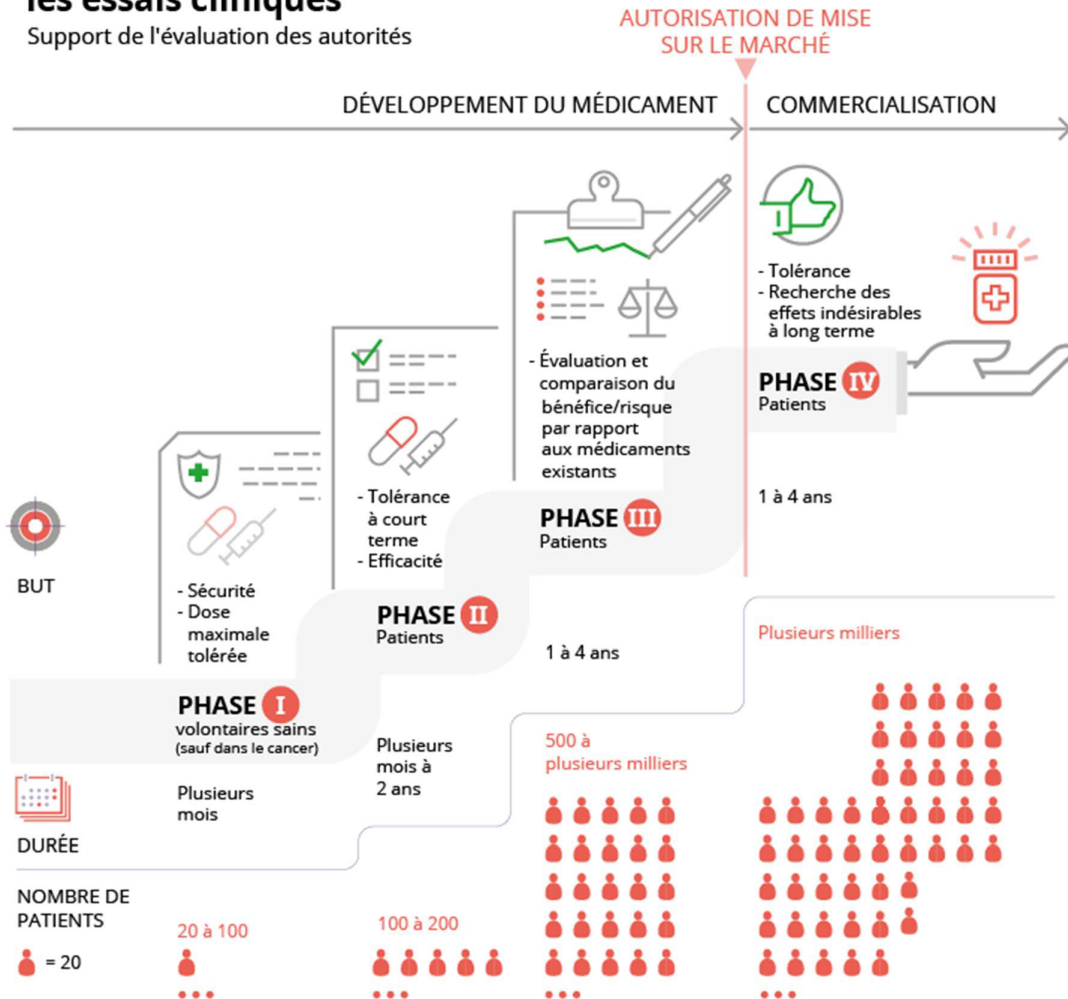 les essais cliniques
Support de l'évaluation des autorités
AUTORISATION DE MISE
SUR LE MARCHÉ
DÉVELOPPEMENT DU MÉDICAMENT
COMMERCIALISATION
BUT
- Sécurité
- Dose
maximale
tolérée
PHASE I
volontaires sains
(sauf dans le cancer)
- Tolérance
à court
terme
- Efficacité
PHASE II
Patients
- Évaluation et
comparaison du
bénéfice/risque
par rapport
aux médicaments
existants
PHASE III
Patients
- Tolérance
- Recherche des
effets indésirables
à long terme
PHASE IV
Patients
DURÉE
Plusieurs
mois
Plusieurs
mois à
2 ans
1 à 4 ans
1 à 4 ans
NOMBRE DE
PATIENTS
= 20
20 à 100
100 à 200
500 à
plusieurs milliers
Plusieurs milliers